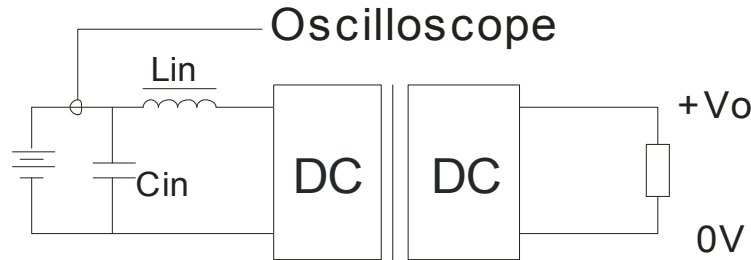 Oscilloscope
Lin
Cin
DC
DC
+Vo
0V